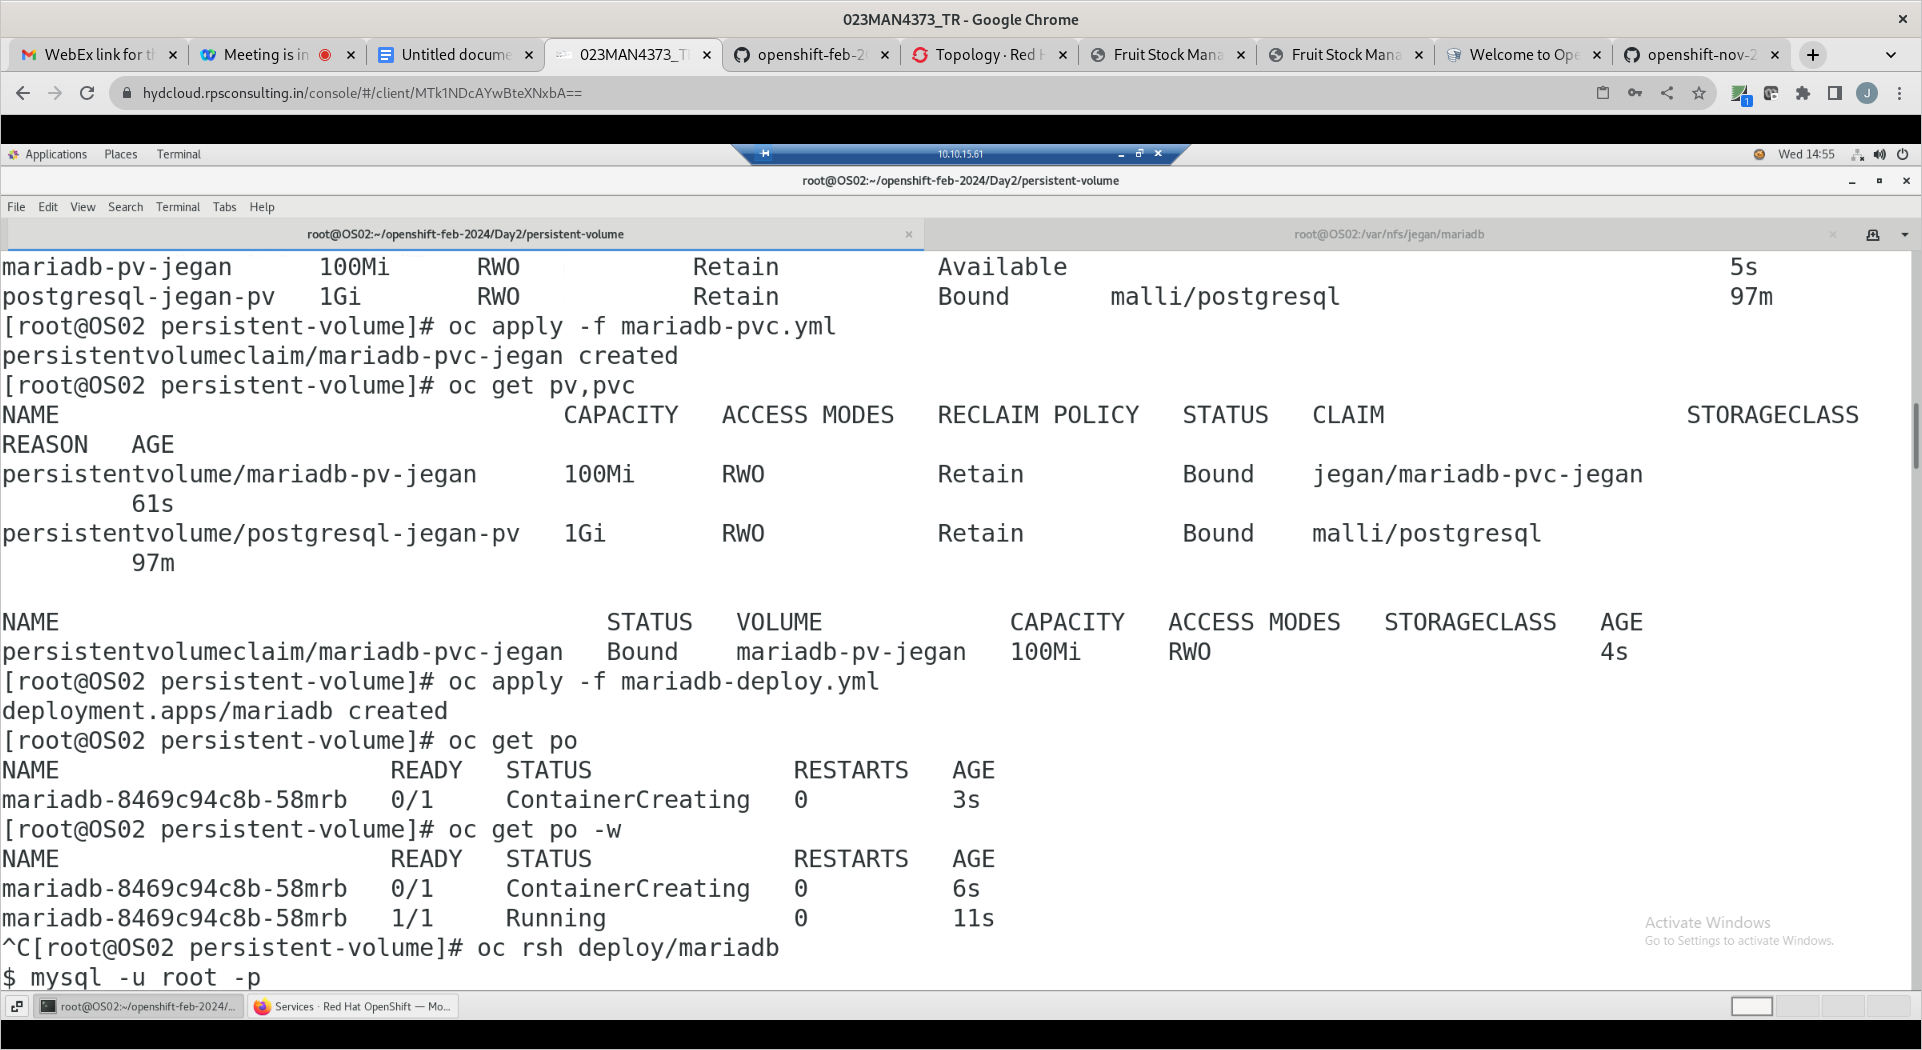 023MAN4373_TR - Google Chrome
WebEx link for th
Meeting is in
Untitled docume
023MAN4373_TR
openshift-feb-20
Topology · Red H
Fruit Stock Mana
Fruit Stock Mana
Welcome to Ope
openshift-nov-2
hydcloud.rpsconsulting.in/console/#/client/MTk1NDcAYwBteXNxbA==
1
J
Applications Places Terminal
10.10.15.61
Wed 14:55
root@OS02:~/openshift-feb-2024/Day2/persistent-volume
File Edit View Search Terminal Tabs Help
root@OS02:~/openshift-feb-2024/Day2/persistent-volume
root@OS02:/var/nfs/jegan/mariadb
mariadb-pv-jegan 100Mi RWO Retain Available 5s
postgresql-jegan-pv 1Gi RWO Retain Bound malli/postgresql 97m
[root@OS02 persistent-volume]# oc apply -f mariadb-pvc.yml
persistentvolumeclaim/mariadb-pvc-jegan created
[root@OS02 persistent-volume]# oc get pv,pvc
NAME CAPACITY ACCESS MODES RECLAIM POLICY STATUS CLAIM STORAGECLASS
REASON AGE
persistentvolume/mariadb-pv-jegan 100Mi RWO Retain Bound jegan/mariadb-pvc-jegan
61s
persistentvolume/postgresql-jegan-pv 1Gi RWO Retain Bound malli/postgresql
97m
NAME STATUS VOLUME CAPACITY ACCESS MODES STORAGECLASS AGE
persistentvolumeclaim/mariadb-pvc-jegan Bound mariadb-pv-jegan 100Mi RWO 4s
[root@OS02 persistent-volume]# oc apply -f mariadb-deploy.yml
deployment.apps/mariadb created
[root@OS02 persistent-volume]# oc get po
NAME READY STATUS RESTARTS AGE
mariadb-8469c94c8b-58mrb 0/1 ContainerCreating 0 3s
[root@OS02 persistent-volume]# oc get po -w
NAME READY STATUS RESTARTS AGE
mariadb-8469c94c8b-58mrb 0/1 ContainerCreating 0 6s
mariadb-8469c94c8b-58mrb 1/1 Running 0 11s
^C[root@OS02 persistent-volume]# oc rsh deploy/mariadb
$ mysql -u root -p
Activate Windows
Go to Settings to activate Windows.
root@OS02:~/openshift-feb-2024/...
Services · Red Hat OpenShift — Mo...